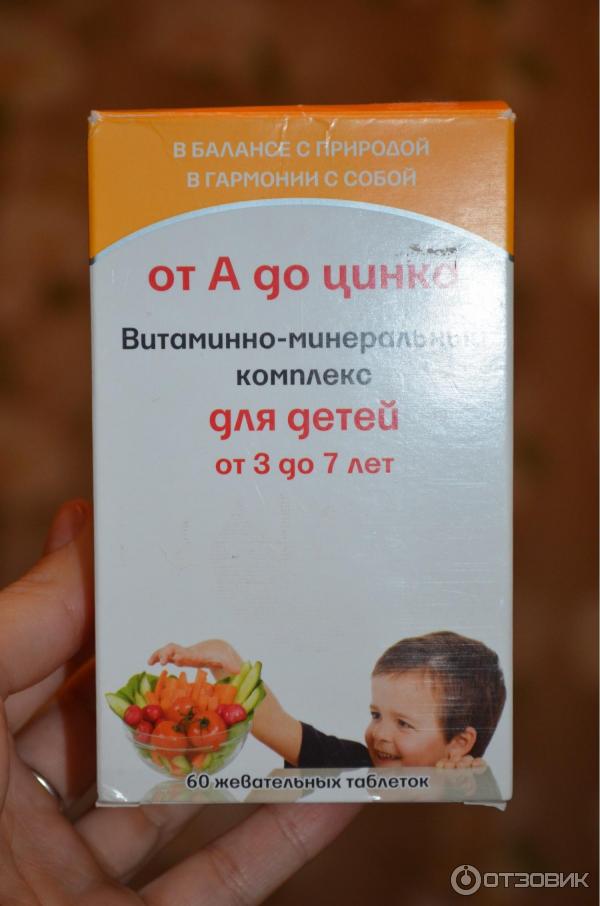 В БАЛАНСЕ С ПРИРОДОЙ
В ГАРМОНИИ С СОБОЙ
от А до цинка
Витаминно-минеральный
комплекс
для детей
от 3 до 7 лет
60 жевательных таблеток
ОТЗОВИК